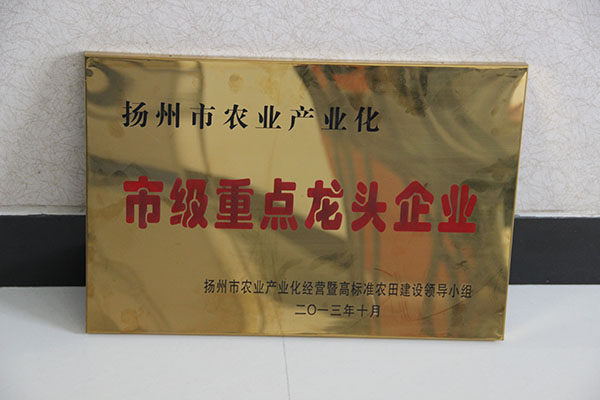 扬州市农业产业化
市级重点龙头企业
扬州市农业产业化经营暨高标准农田建设领导小组
二〇一三年十月